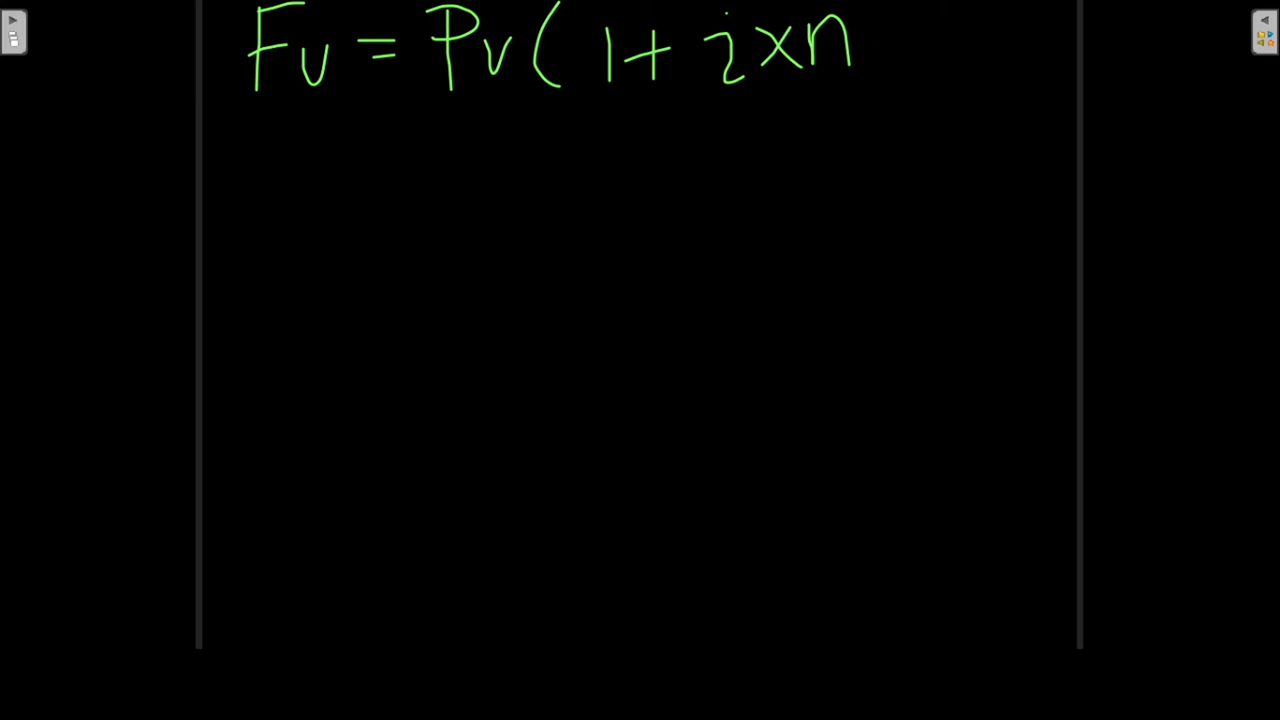 Fv = Pv ( 1 + i x n